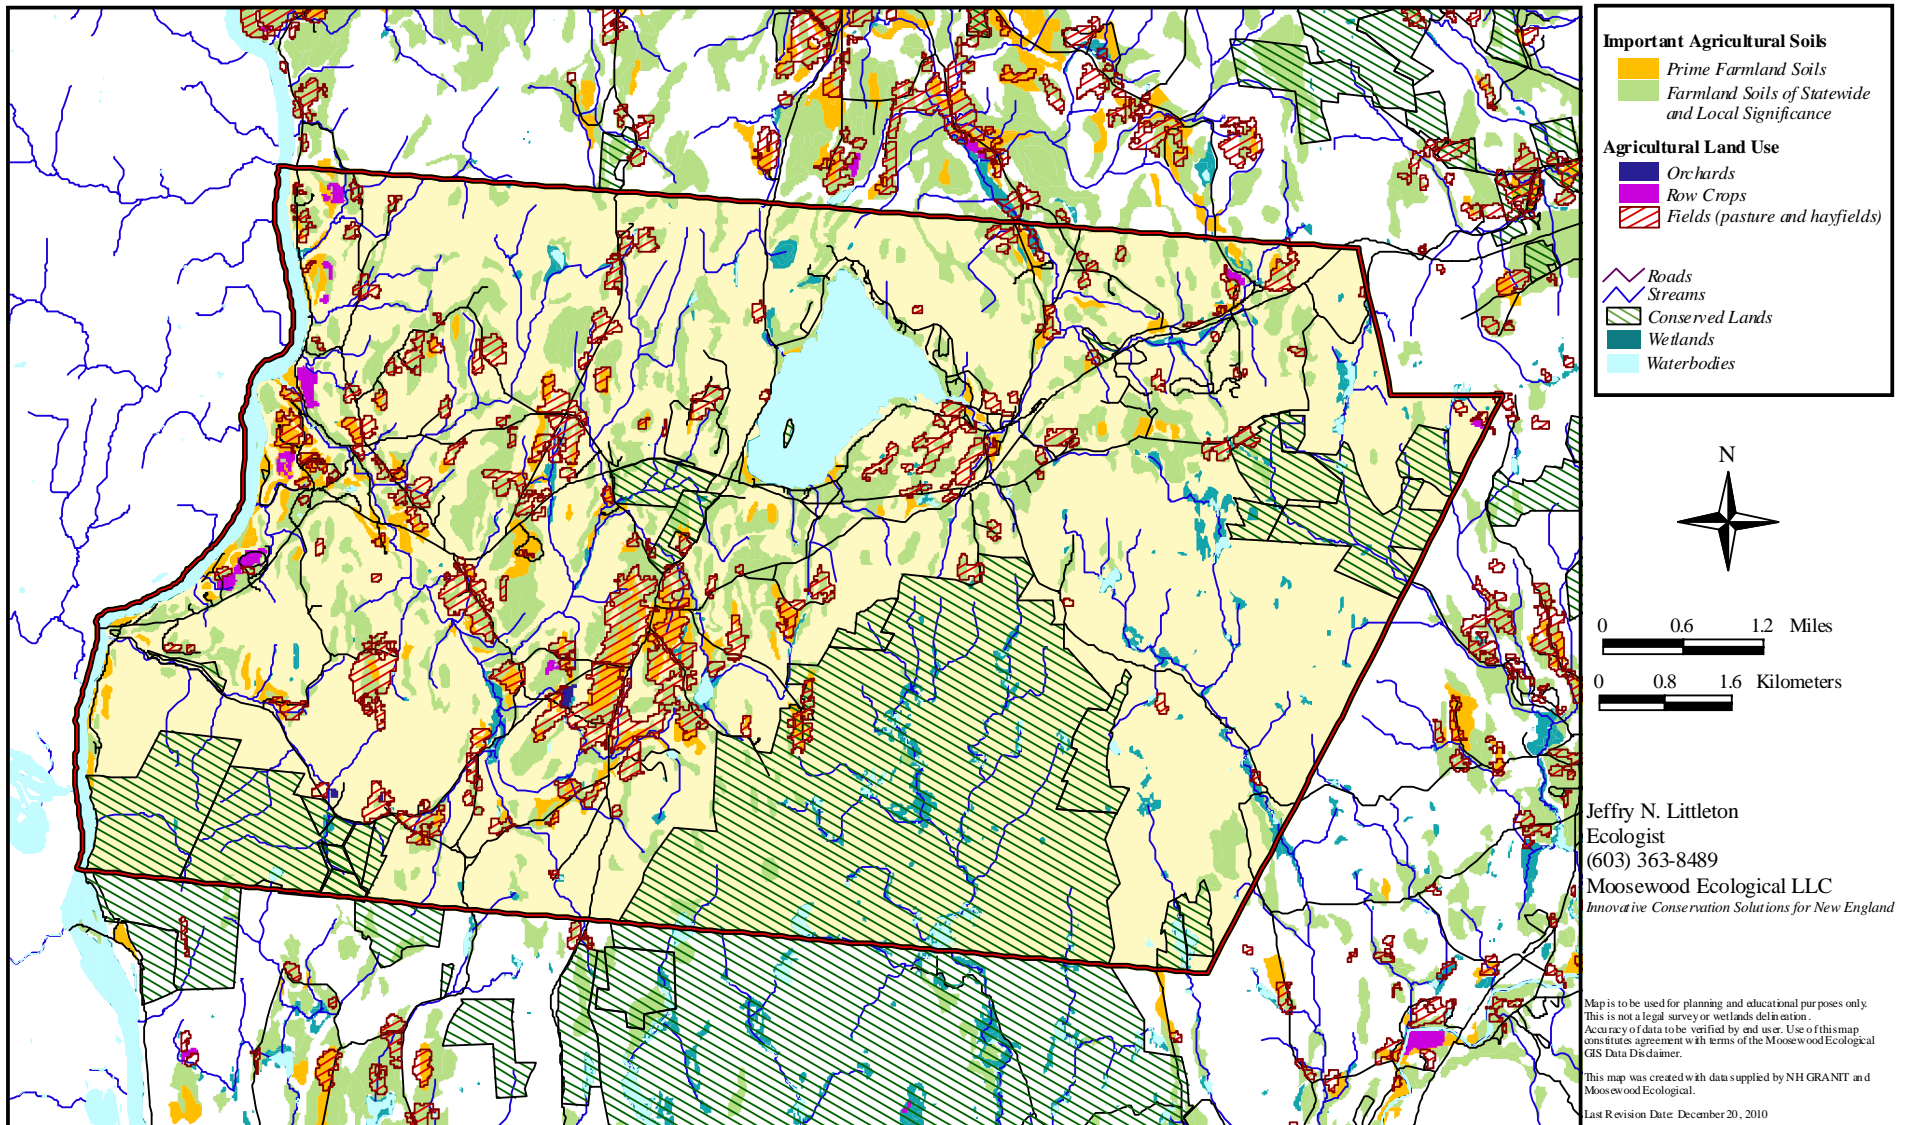 Important Agricultural Soils
Prime Farmland Soils
Farmland Soils of Statewide
and Local Significance
Agricultural Land Use
Orchards
Row Crops
Fields (pasture and hayfields)
Roads
Streams
Conserved Lands
Wetlands
Waterbodies
N
0 0.6 1.2 Miles
0 0.8 1.6 Kilometers
Jeffry N. Littleton
Ecologist
(603) 363-8489
Moosewood Ecological LLC
Innovative Conservation Solutions for New England
Map is to be used for planning and educational purposes only.
This is not a legal survey or wetlands delineation.
Accuracy of data to be verified by end user. Use of this map
constitutes agreement with terms of the Moosewood Ecological
GIS Data Disclaimer.
This map was created with data supplied by NH GRANIT and
Moosewood Ecological.
Last Revision Date: December 20, 2010